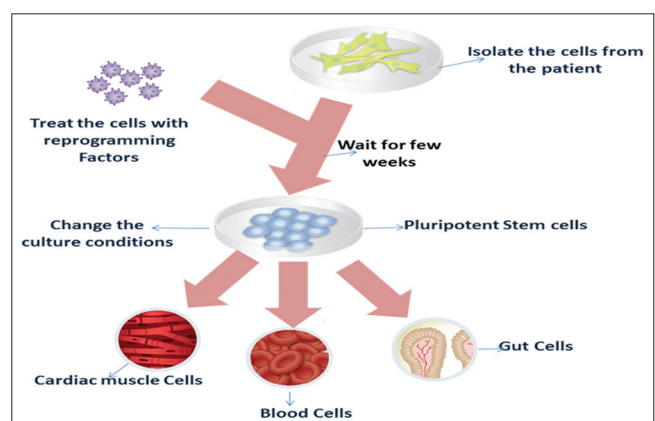 Isolate the cells from
the patient
Treat the cells with
reprogramming
Factors
Wait for few
weeks
Change the
culture conditions
Pluripotent Stem cells
Gut Cells
Cardiac muscle Cells
Blood Cells